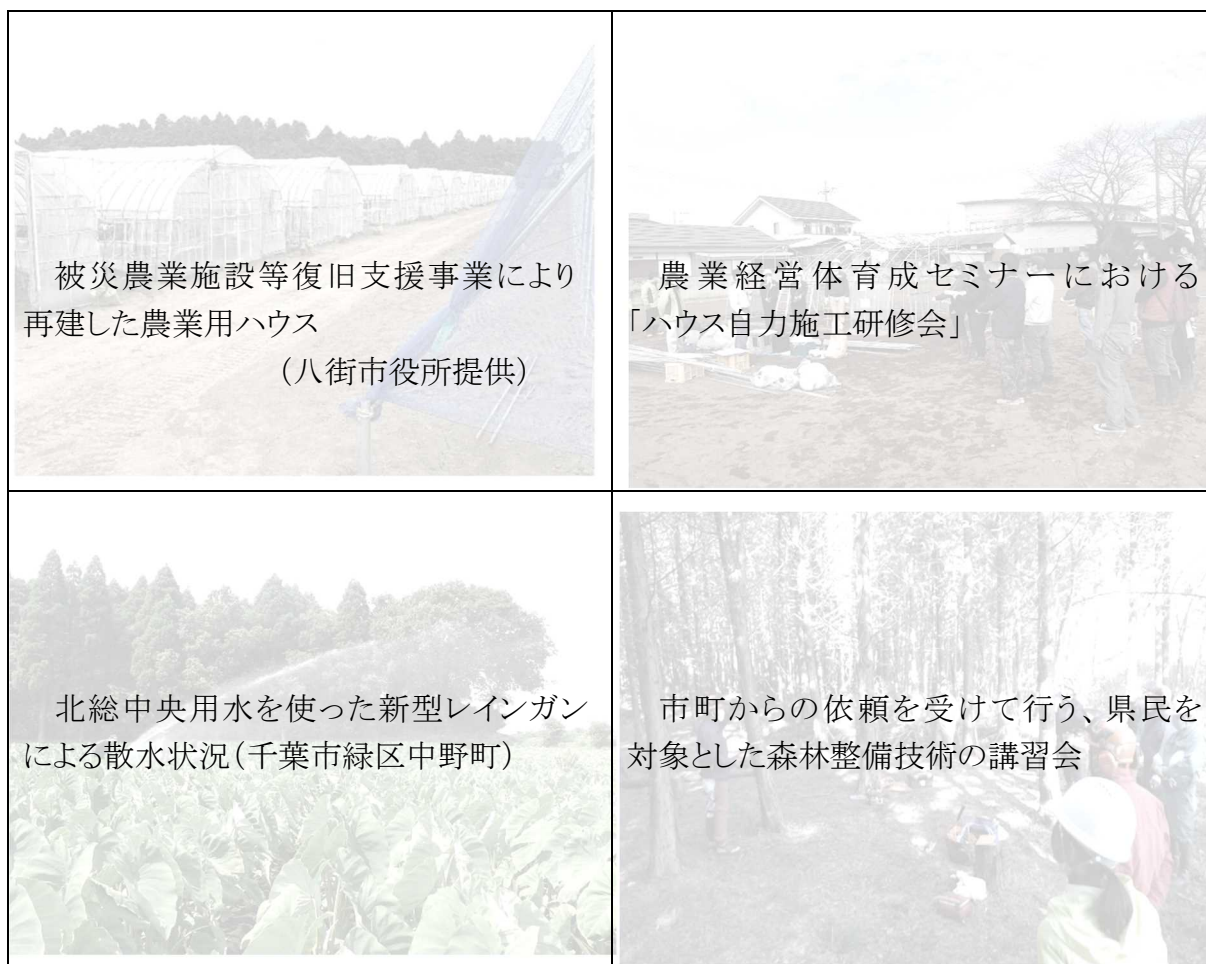 被災農業施設等復旧支援事業により
再建した農業用ハウス
(八街市役所提供)
農業経営体育成セミナーにおける
「ハウス自力施工研修会」
北総中央用水を使った新型レインガン
による散水状況(千葉市緑区中野町)
市町からの依頼を受けて行う、県民を
対象とした森林整備技術の講習会